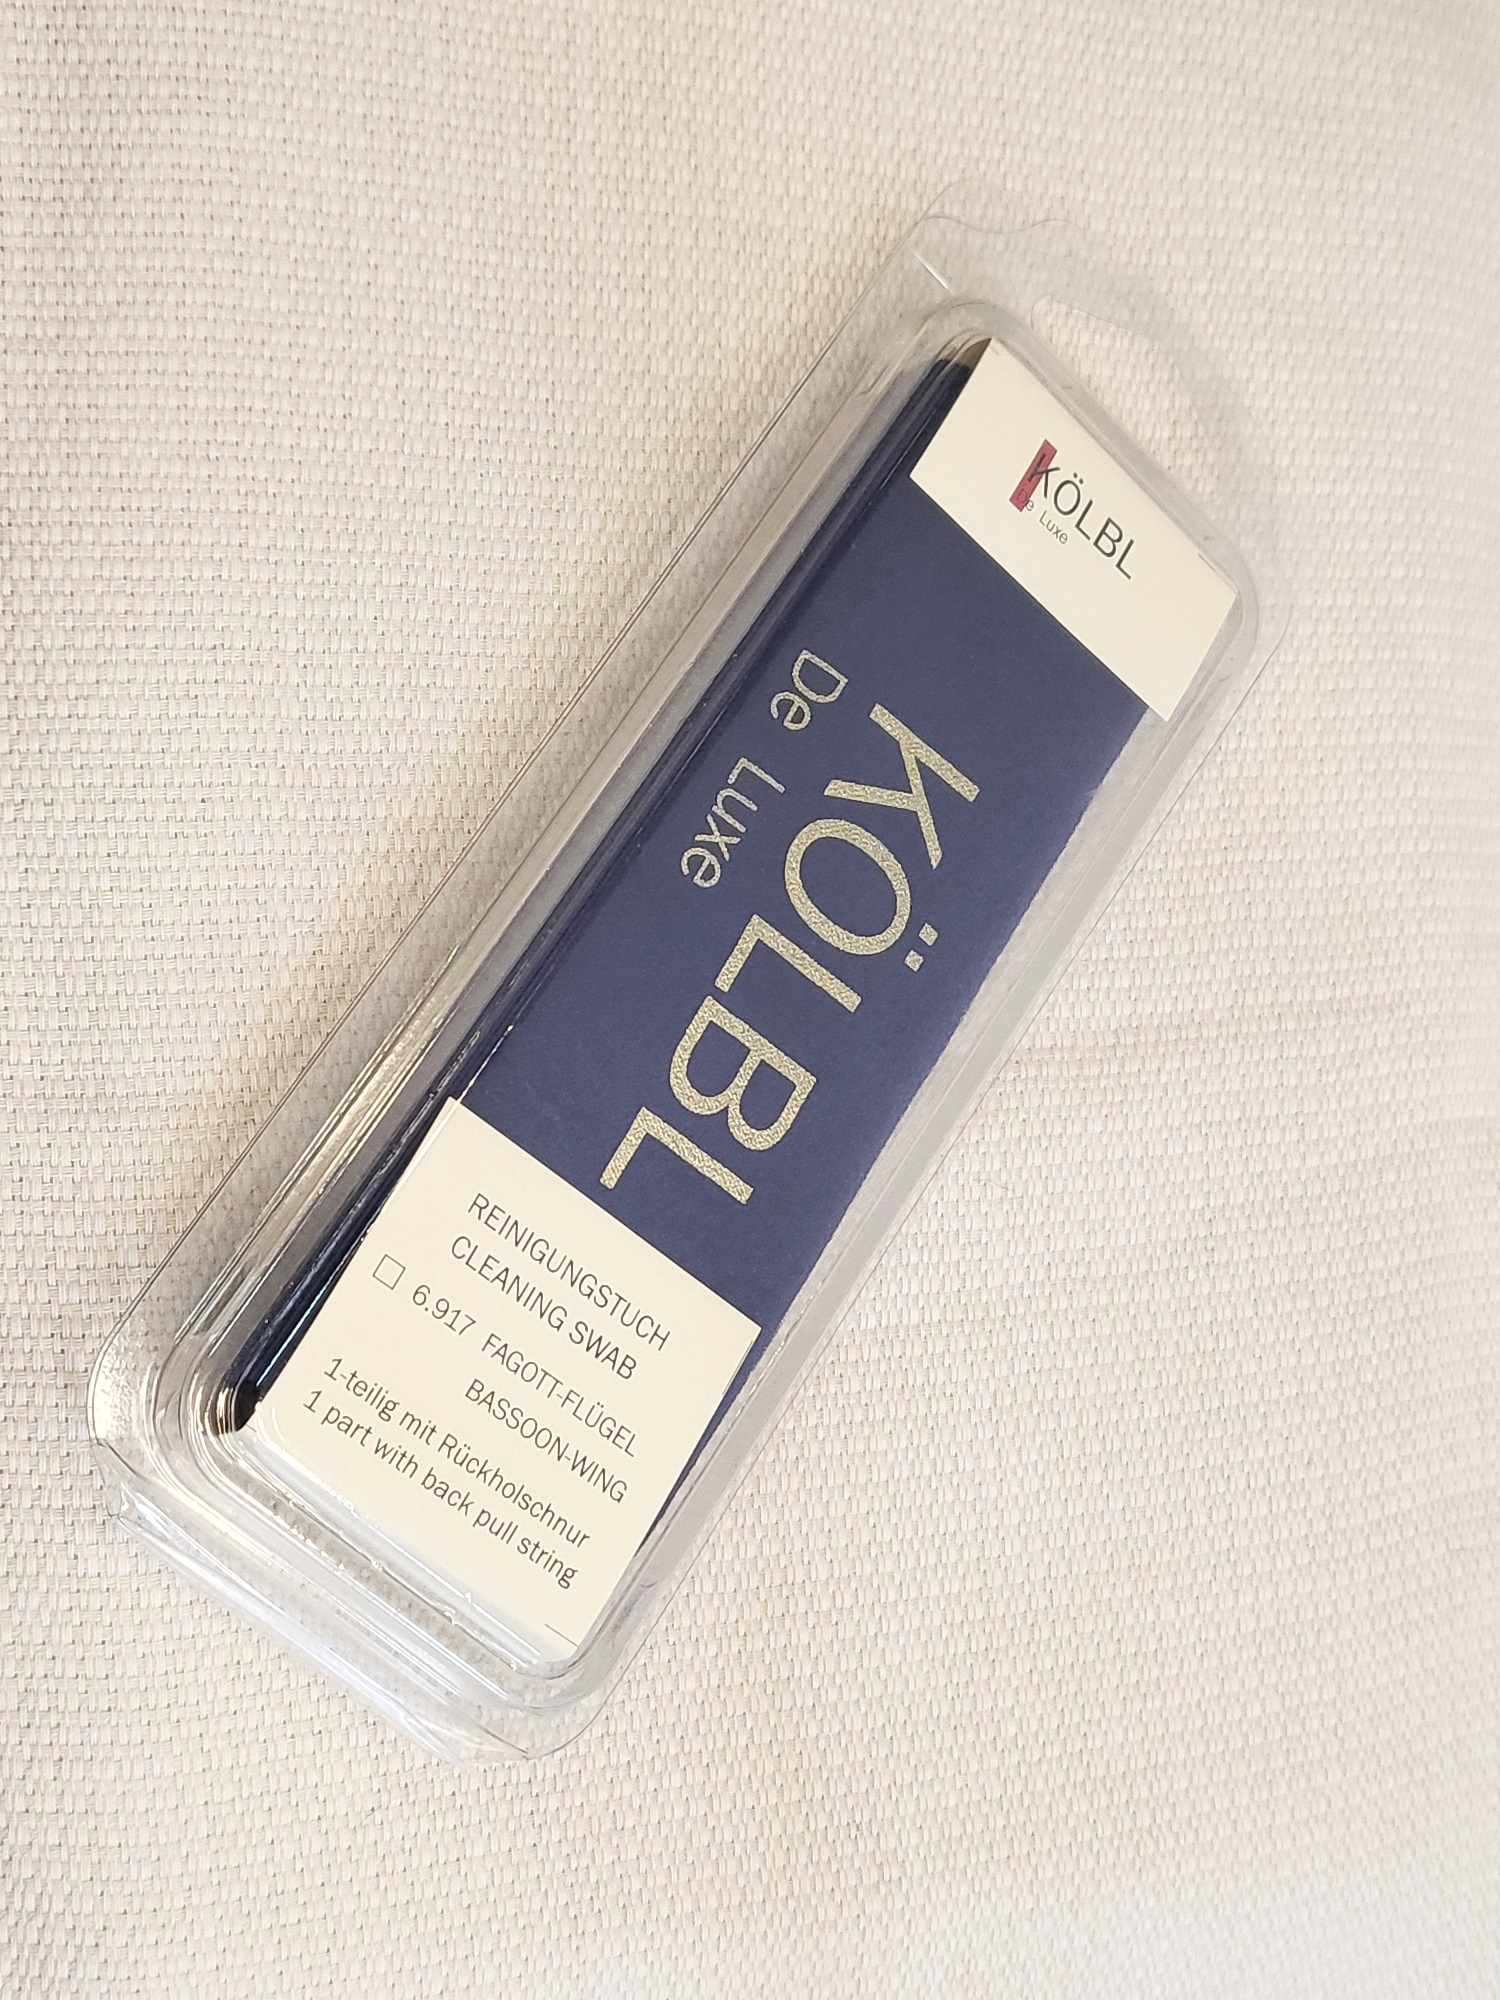 KÖLBL
De Luxe
KÖLBL
De Luxe
REINIGUNGSTUCH
CLEANING SWAB
6.917 FAGOTT-FLÜGEL
BASSOON-WING
1-teilig mit Rückholschnur
1 part with back pull string